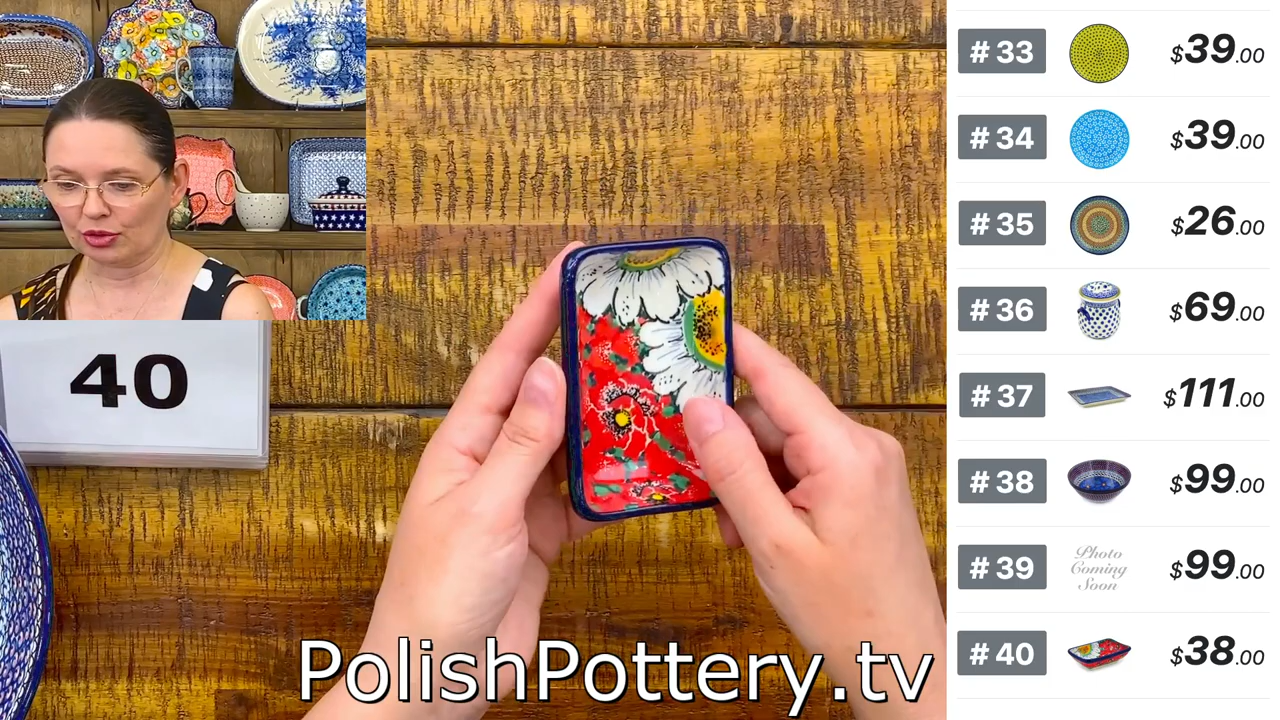 40
PolishPottery.tv
# 33 $39.00
# 34 $39.00
# 35 $26.00
# 36 $69.00
# 37 $111.00
# 38 $99.00
# 39 Photo
Coming
Soon $99.00
# 40 $38.00